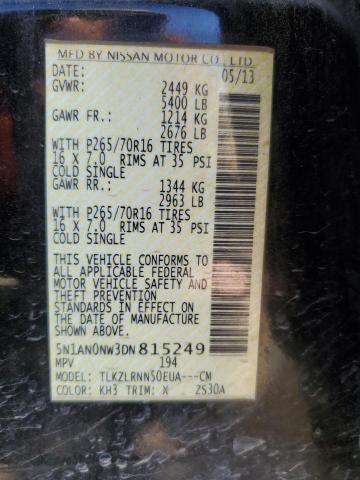 MFD BY NISSAN MOTOR CO., LTD.
DATE: 05/13
GVWR: 2449 KG
5400 LB
GAWR FR.: 1214 KG
2676 LB
WITH P265/70R16 TIRES
16 X 7.0 RIMS AT 35 PSI
COLD SINGLE
GAWR RR.: 1344 KG
2963 LB
WITH P265/70R16 TIRES
16 X 7.0 RIMS AT 35 PSI
COLD SINGLE
THIS VEHICLE CONFORMS TO
ALL APPLICABLE FEDERAL
MOTOR VEHICLE SAFETY AND
THEFT PREVENTION
STANDARDS IN EFFECT ON
THE DATE OF MANUFACTURE
SHOWN ABOVE.
5N1AN0NW3DN815249
MPV 194
MODEL: TLKZLRNN50EUA---CM
COLOR: KH3 TRIM: X ZS30A